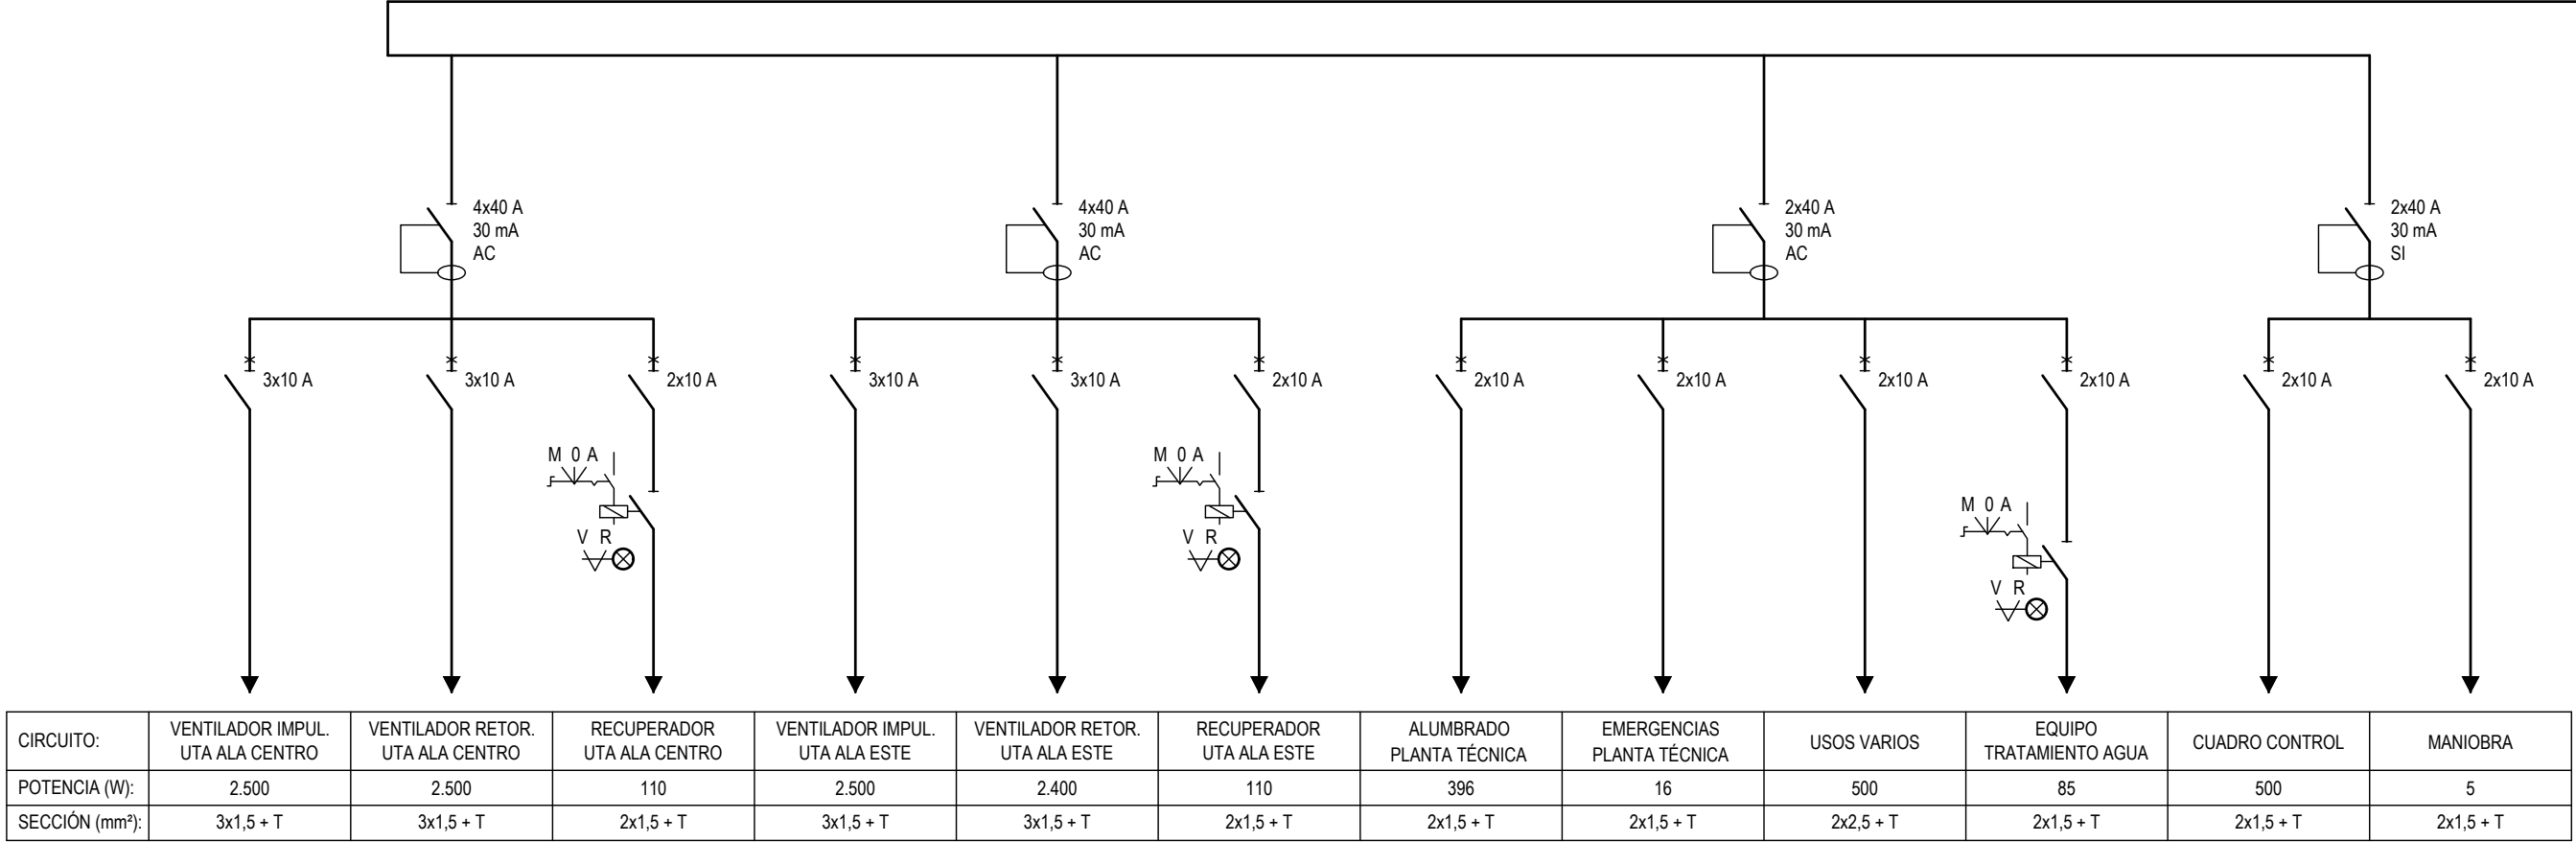 4x40 A
30 mA
AC
4x40 A
30 mA
AC
2x40 A
30 mA
AC
2x40 A
30 mA
SI
3x10 A
3x10 A
2x10 A
3x10 A
3x10 A
2x10 A
2x10 A
2x10 A
2x10 A
2x10 A
2x10 A
2x10 A
M 0 A
V R
M 0 A
V R
M 0 A
V R
CIRCUITO:
VENTILADOR IMPUL.
UTA ALA CENTRO
VENTILADOR RETOR.
UTA ALA CENTRO
RECUPERADOR
UTA ALA CENTRO
VENTILADOR IMPUL.
UTA ALA ESTE
VENTILADOR RETOR.
UTA ALA ESTE
RECUPERADOR
UTA ALA ESTE
ALUMBRADO
PLANTA TÉCNICA
EMERGENCIAS
PLANTA TÉCNICA
USOS VARIOS
EQUIPO
TRATAMIENTO AGUA
CUADRO CONTROL
MANIOBRA
POTENCIA (W): 2.500 2.500 110 2.500 2.400 110 396 16 500 85 500 5
SECCIÓN (mm²): 3x1,5 + T 3x1,5 + T 2x1,5 + T 3x1,5 + T 3x1,5 + T 2x1,5 + T 2x1,5 + T 2x1,5 + T 2x2,5 + T 2x1,5 + T 2x1,5 + T 2x1,5 + T